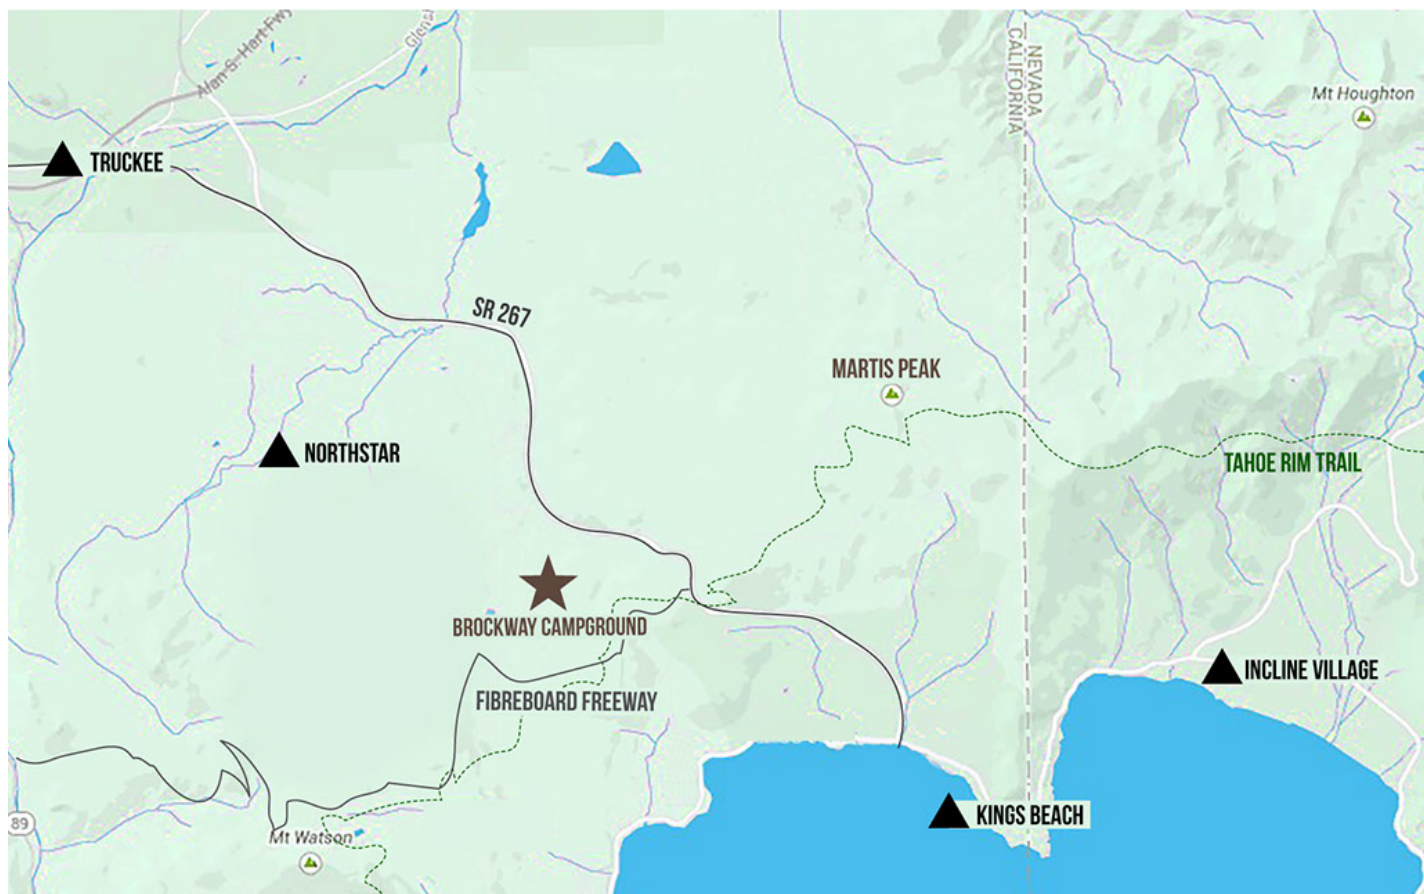 Alan S. Hart Fwy
NEVADA
CALIFORNIA
Mt Houghton
TRUCKEE
SR 267
MARTIS PEAK
NORTHSTAR
TAHOE RIM TRAIL
BROCKWAY CAMPGROUND
FIBREBOARD FREEWAY
INCLINE VILLAGE
KINGS BEACH
89
Mt Watson